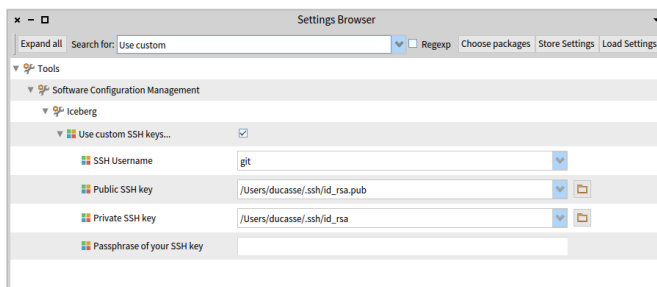 Settings Browser
Expand all Search for: Use custom Regexp Choose packages Store Settings Load Settings
Tools
Software Configuration Management
Iceberg
Use custom SSH keys...
SSH Username git
Public SSH key /Users/ducasse/.ssh/id_rsa.pub
Private SSH key /Users/ducasse/.ssh/id_rsa
Passphrase of your SSH key